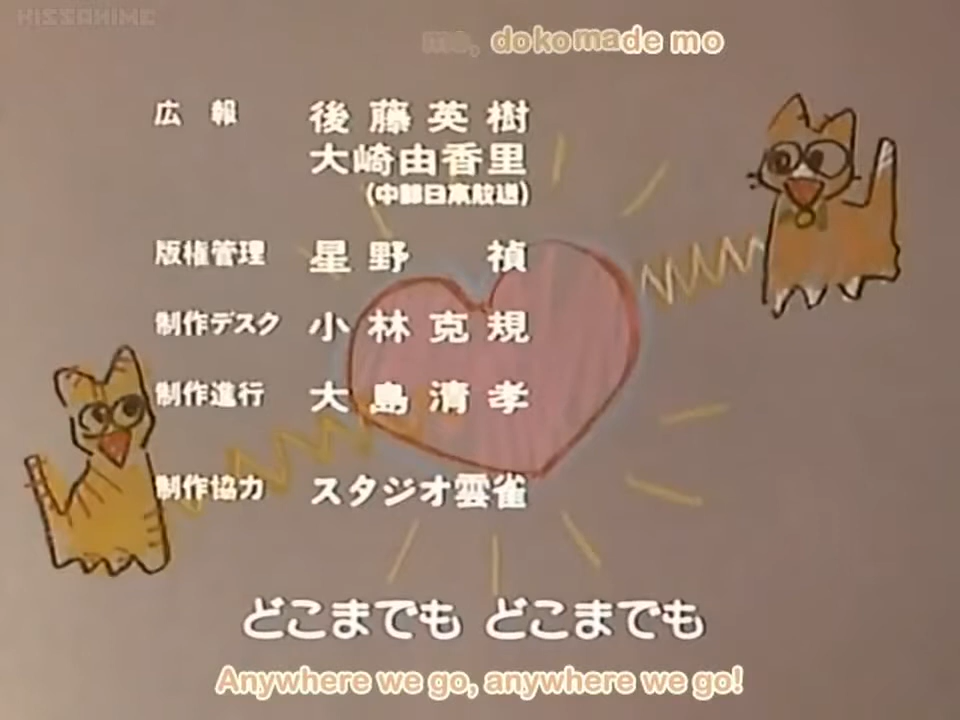 KISSANIME
mo, dokomade mo
広 報 後藤英樹
大崎由香里
(中部日本放送)
版権管理 星野 禎
制作デスク 小林克規
制作進行 大島清孝
制作協力 スタジオ雲雀
どこまでも どこまでも
Anywhere we go, anywhere we go!